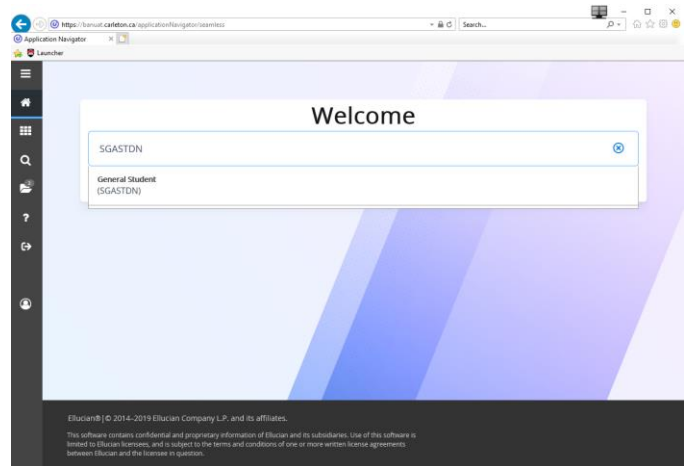 https://banuat.carleton.ca/applicationNavigator/seamless
Search...
Application Navigator
Launcher
Welcome
SGASTDN
General Student
(SGASTDN)
Ellucian® | © 2014-2019 Ellucian Company L.P. and its affiliates.
This software contains confidential and proprietary information of Ellucian and its subsidiaries. Use of this software is
limited to Ellucian licensees, and is subject to the terms and conditions of one or more written license agreements
between Ellucian and the licensee in question.